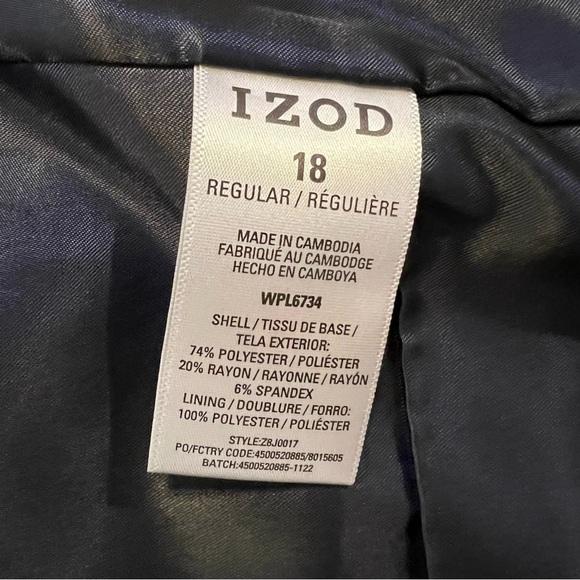 IZOD
18
REGULAR / RÉGULIÈRE
MADE IN CAMBODIA
FABRIQUÉ AU CAMBODGE
HECHO EN CAMBOYA
WPL6734
SHELL / TISSU DE BASE /
TELA EXTERIOR:
74% POLYESTER / POLIÉSTER
20% RAYON / RAYONNE / RAYÓN
6% SPANDEX
LINING / DOUBLURE / FORRO:
100% POLYESTER / POLIÉSTER
STYLE:Z8J0017
PO/FCTRY CODE:4500520885/8015605
BATCH:4500520885-1122